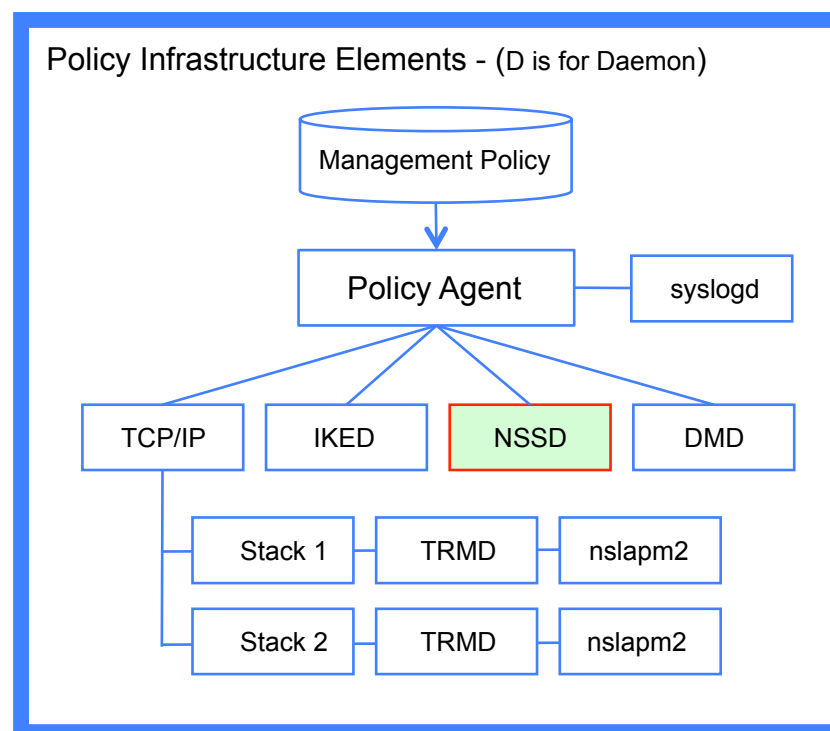 Policy Infrastructure Elements - (D is for Daemon)
Management Policy
Policy Agent
syslogd
TCP/IP
IKED
NSSD
DMD
Stack 1
TRMD
nslapm2
Stack 2
TRMD
nslapm2